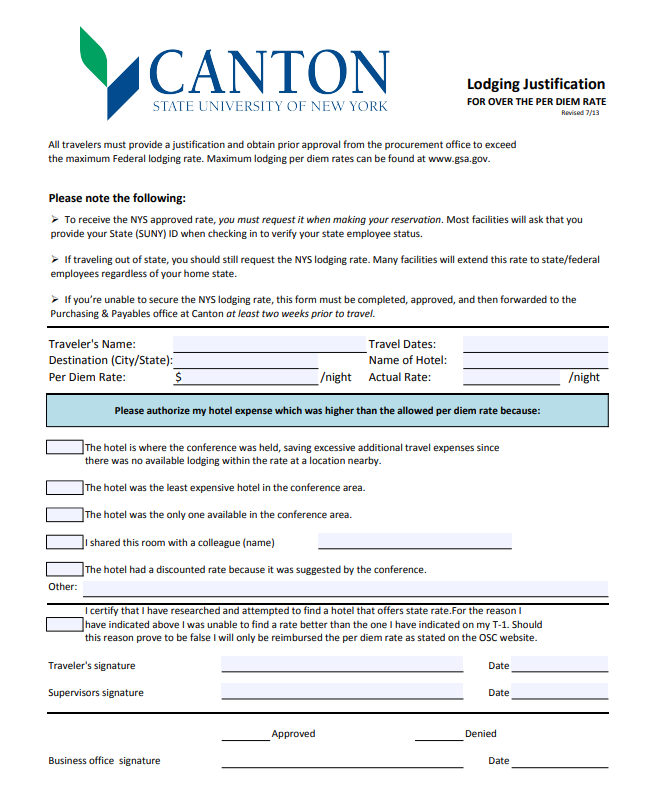 CANTON
STATE UNIVERSITY OF NEW YORK
Lodging Justification
FOR OVER THE PER DIEM RATE
Revised 7/13
All travelers must provide a justification and obtain prior approval from the procurement office to exceed
the maximum Federal lodging rate. Maximum lodging per diem rates can be found at www.gsa.gov.
Please note the following:
➢ To receive the NYS approved rate, you must request it when making your reservation. Most facilities will ask that you
provide your State (SUNY) ID when checking in to verify your state employee status.
➢ If traveling out of state, you should still request the NYS lodging rate. Many facilities will extend this rate to state/federal
employees regardless of your home state.
➢ If you're unable to secure the NYS lodging rate, this form must be completed, approved, and then forwarded to the
Purchasing & Payables office at Canton at least two weeks prior to travel.
Traveler's Name: Travel Dates:
Destination (City/State): Name of Hotel:
Per Diem Rate: $ /night Actual Rate: /night
Please authorize my hotel expense which was higher than the allowed per diem rate because:
The hotel is where the conference was held, saving excessive additional travel expenses since
there was no available lodging within the rate at a location nearby.
The hotel was the least expensive hotel in the conference area.
The hotel was the only one available in the conference area.
I shared this room with a colleague (name)
The hotel had a discounted rate because it was suggested by the conference.
Other:
I certify that I have researched and attempted to find a hotel that offers state rate.For the reason I
have indicated above I was unable to find a rate better than the one I have indicated on my T-1. Should
this reason prove to be false I will only be reimbursed the per diem rate as stated on the OSC website.
Traveler's signature Date
Supervisors signature Date
Approved Denied
Business office signature Date